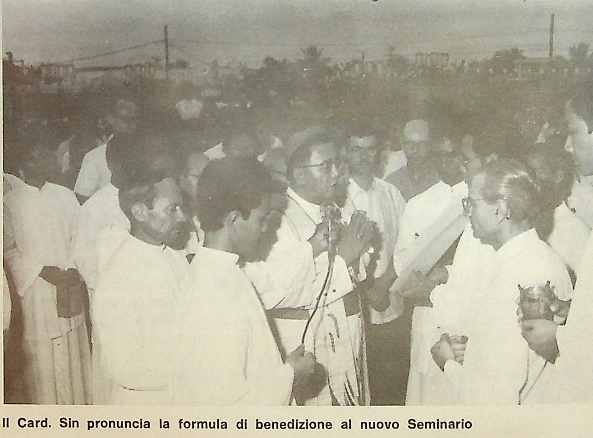 Il Card. Sin pronuncia la formula di benedizione al nuovo Seminario